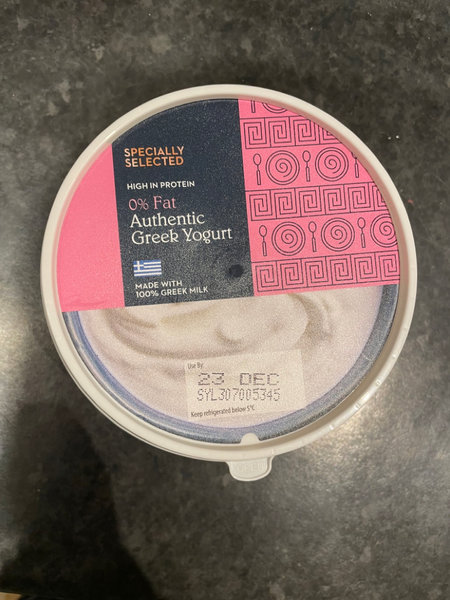 SPECIALLY
SELECTED
HIGH IN PROTEIN
0% Fat
Authentic
Greek Yogurt
MADE WITH
100% GREEK MILK
Use By:
23 DEC
SYL307005345
Keep refrigerated below 5°C